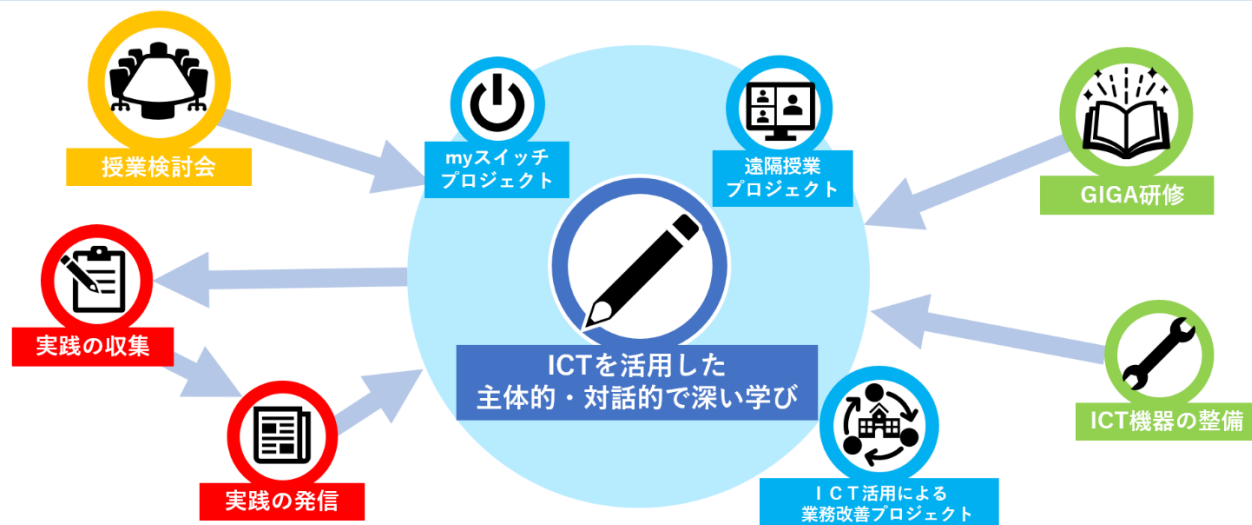 授業検討会
myスイッチ
プロジェクト
遠隔授業
プロジェクト
GIGA研修
実践の収集
ICTを活用した
主体的・対話的で深い学び
ICT機器の整備
実践の発信
ＩＣＴ活用による
業務改善プロジェクト